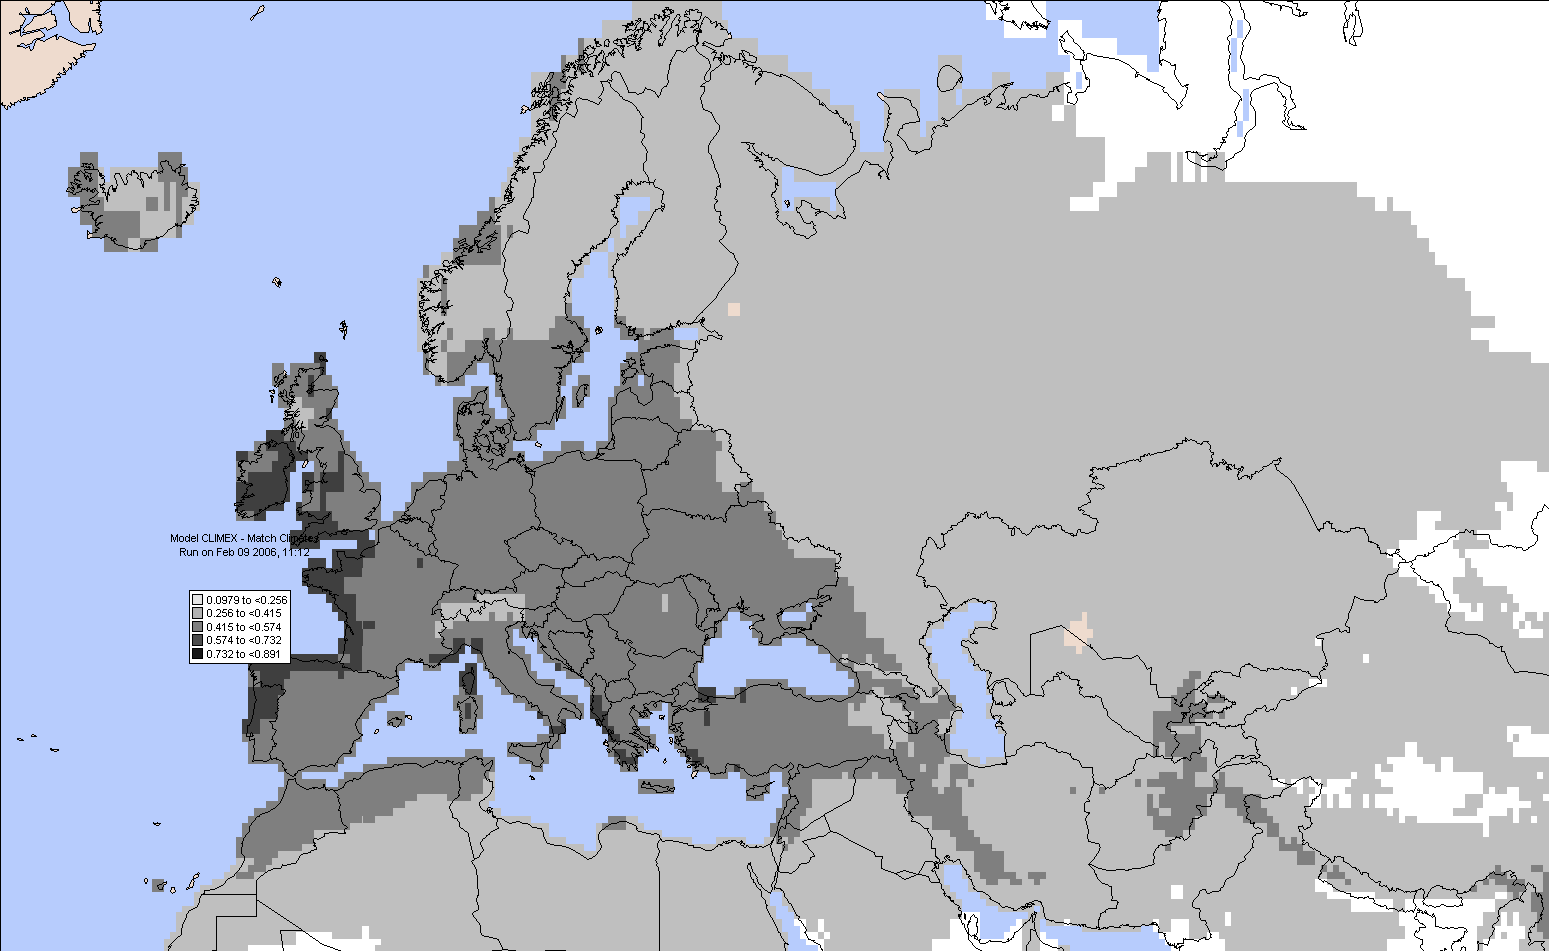 Model CLIMEX - Match Climates
Run on Feb 09 2006, 11:12
0.0979 to <0.256
0.256 to <0.415
0.415 to <0.574
0.574 to <0.732
0.732 to <0.891